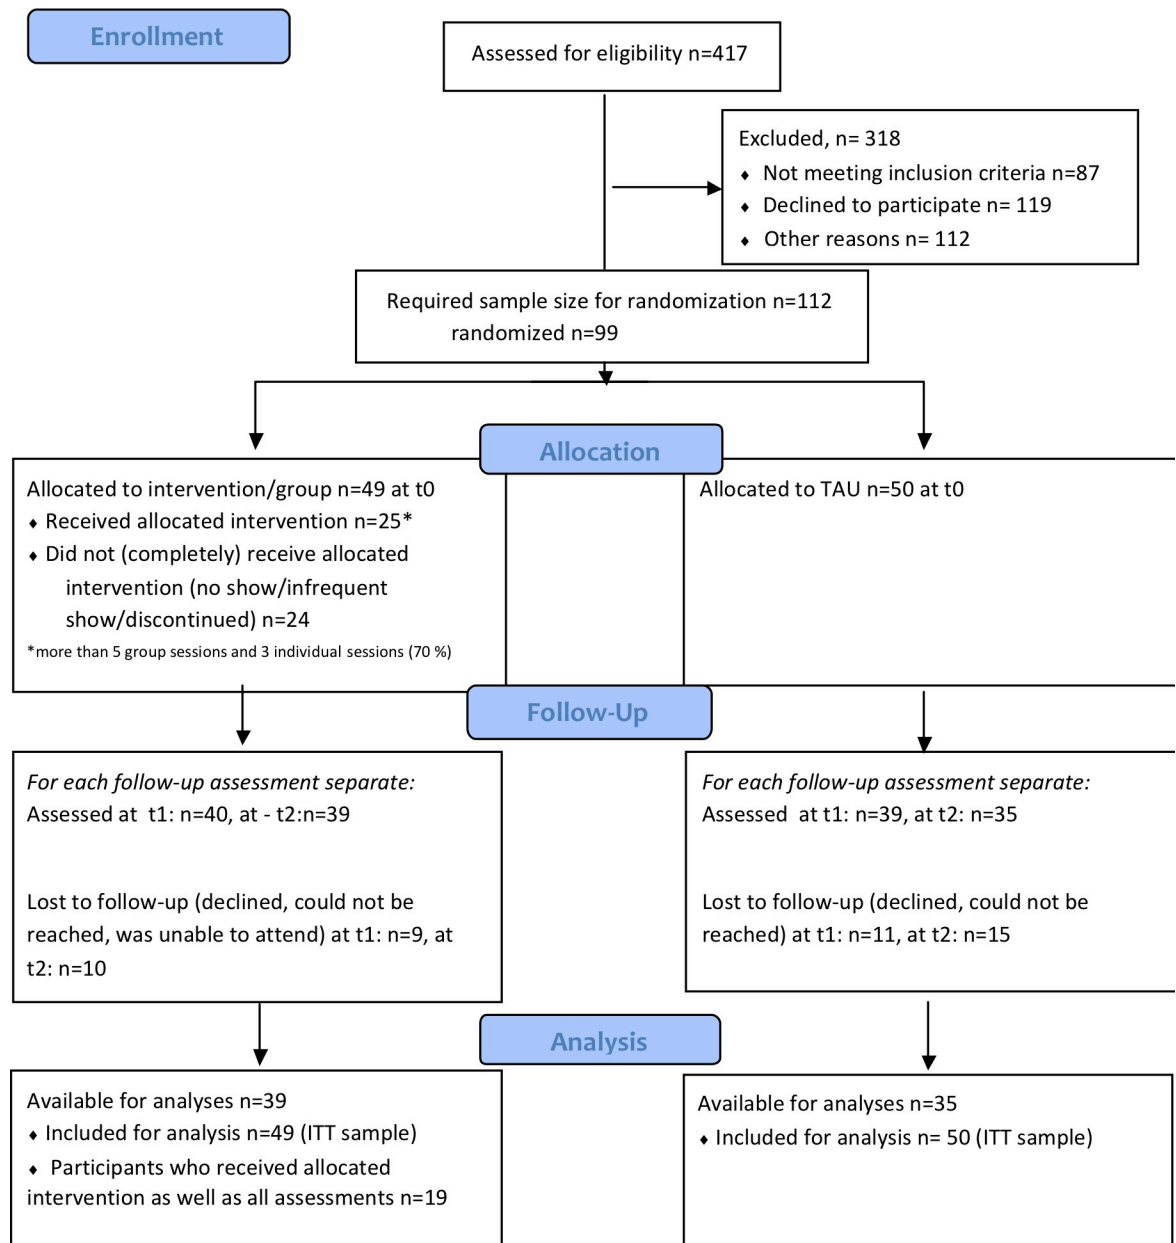 Enrollment
Assessed for eligibility n=417
Excluded, n= 318
♦ Not meeting inclusion criteria n=87
♦ Declined to participate n= 119
♦ Other reasons n= 112
Required sample size for randomization n=112
randomized n=99
Allocation
Allocated to intervention/group n=49 at t0
♦ Received allocated intervention n=25*
♦ Did not (completely) receive allocated
intervention (no show/infrequent
show/discontinued) n=24
*more than 5 group sessions and 3 individual sessions (70 %)
Allocated to TAU n=50 at t0
Follow-Up
For each follow-up assessment separate:
Assessed at  t1: n=40, at - t2:n=39
Lost to follow-up (declined, could not be
reached, was unable to attend) at t1: n=9, at
t2: n=10
For each follow-up assessment separate:
Assessed  at t1: n=39, at t2: n=35
Lost to follow-up (declined, could not be
reached) at t1: n=11, at t2: n=15
Analysis
Available for analyses n=39
♦ Included for analysis n=49 (ITT sample)
♦ Participants who received allocated
intervention as well as all assessments n=19
Available for analyses n=35
♦ Included for analysis n= 50 (ITT sample)